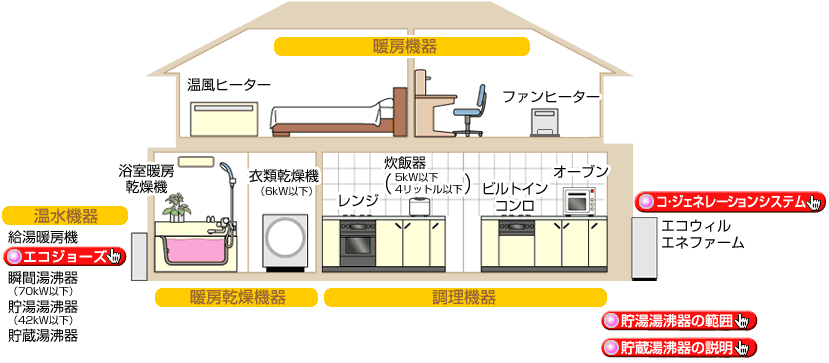 暖房機器
温風ヒーター
ファンヒーター
浴室暖房
乾燥機
衣類乾燥機
(6kW以下)
炊飯器
(5kW以下
4リットル以下)
レンジ
ビルトイン
コンロ
オーブン
温水機器
給湯暖房機
エコジョーズ
瞬間湯沸器
(70kW以下)
貯湯湯沸器
(42kW以下)
貯蔵湯沸器
コ・ジェネレーションシステム
エコウィル
エネファーム
暖房乾燥機器
調理機器
貯湯湯沸器の範囲
貯蔵湯沸器の説明